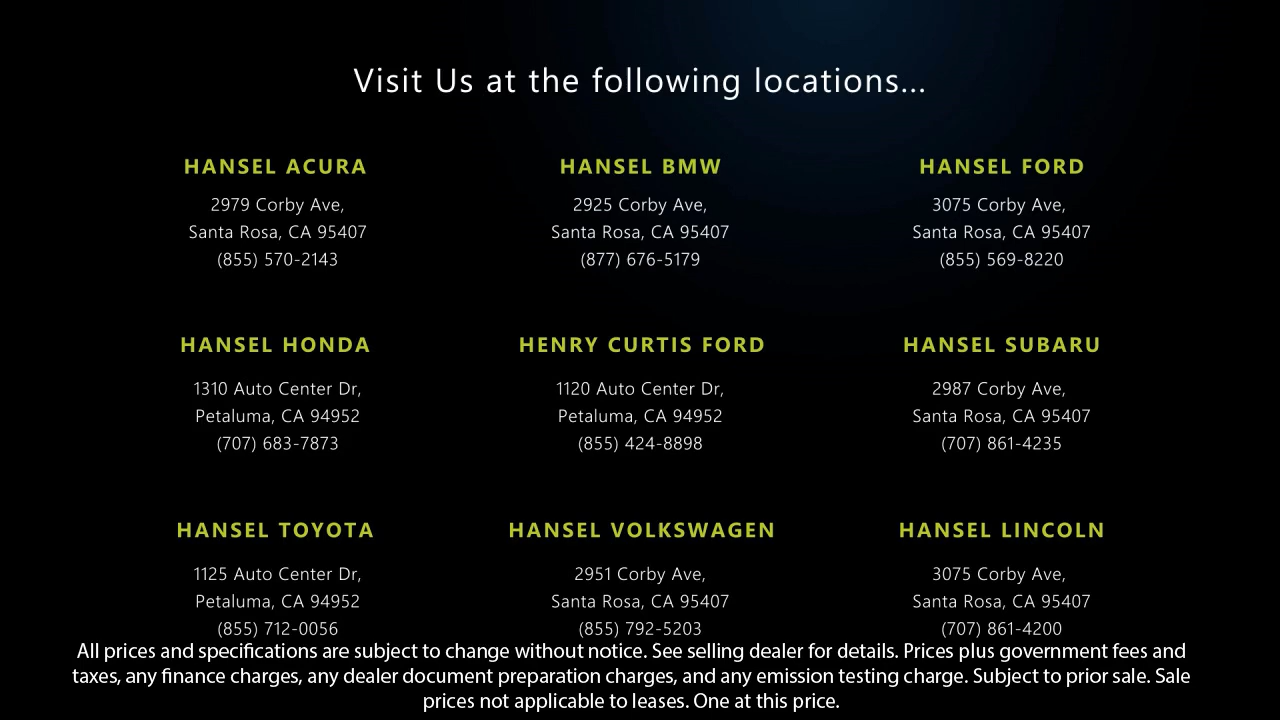 Visit Us at the following locations...
HANSEL ACURA
2979 Corby Ave,
Santa Rosa, CA 95407
(855) 570-2143
HANSEL BMW
2925 Corby Ave,
Santa Rosa, CA 95407
(877) 676-5179
HANSEL FORD
3075 Corby Ave,
Santa Rosa, CA 95407
(855) 569-8220
HANSEL HONDA
1310 Auto Center Dr,
Petaluma, CA 94952
(707) 683-7873
HENRY CURTIS FORD
1120 Auto Center Dr,
Petaluma, CA 94952
(855) 424-8898
HANSEL SUBARU
2987 Corby Ave,
Santa Rosa, CA 95407
(707) 861-4235
HANSEL TOYOTA
1125 Auto Center Dr,
Petaluma, CA 94952
(855) 712-0056
HANSEL VOLKSWAGEN
2951 Corby Ave,
Santa Rosa, CA 95407
(855) 792-5203
HANSEL LINCOLN
3075 Corby Ave,
Santa Rosa, CA 95407
(707) 861-4200
All prices and specifications are subject to change without notice. See selling dealer for details. Prices plus government fees and
taxes, any finance charges, any dealer document preparation charges, and any emission testing charge. Subject to prior sale. Sale
prices not applicable to leases. One at this price.